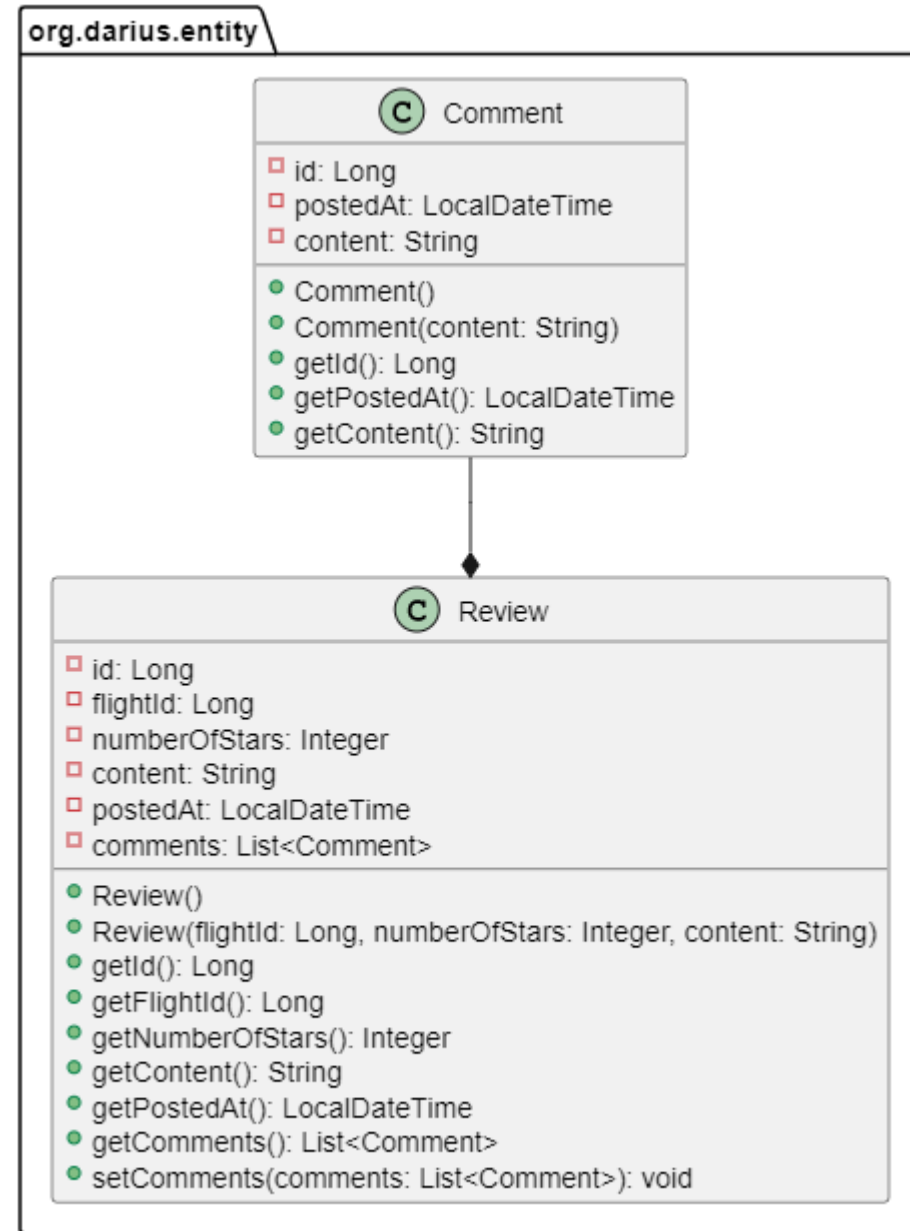 org.darius.entity
C Comment
id: Long
postedAt: LocalDateTime
content: String
Comment()
Comment(content: String)
getId(): Long
getPostedAt(): LocalDateTime
getContent(): String
C Review
id: Long
flightId: Long
numberOfStars: Integer
content: String
postedAt: LocalDateTime
comments: List<Comment>
Review()
Review(flightId: Long, numberOfStars: Integer, content: String)
getId(): Long
getFlightId(): Long
getNumberOfStars(): Integer
getContent(): String
getPostedAt(): LocalDateTime
getComments(): List<Comment>
setComments(comments: List<Comment>): void